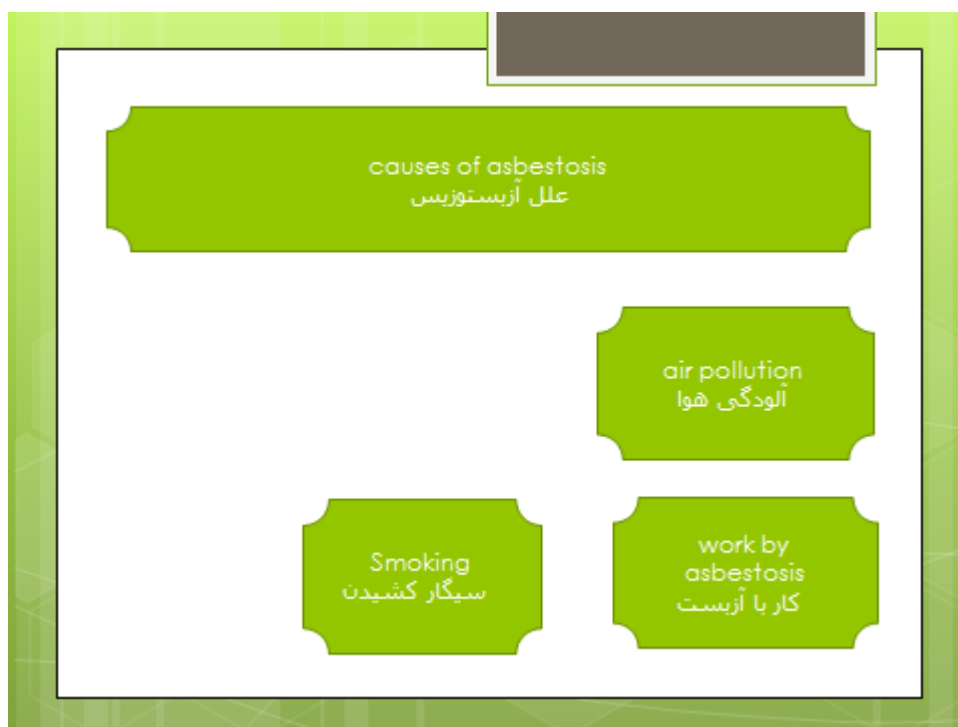 causes of asbestosis
علل آزبستوزیس
air pollution
آلودگی هوا
Smoking
سیگار کشیدن
work by
asbestosis
کار با آزبست